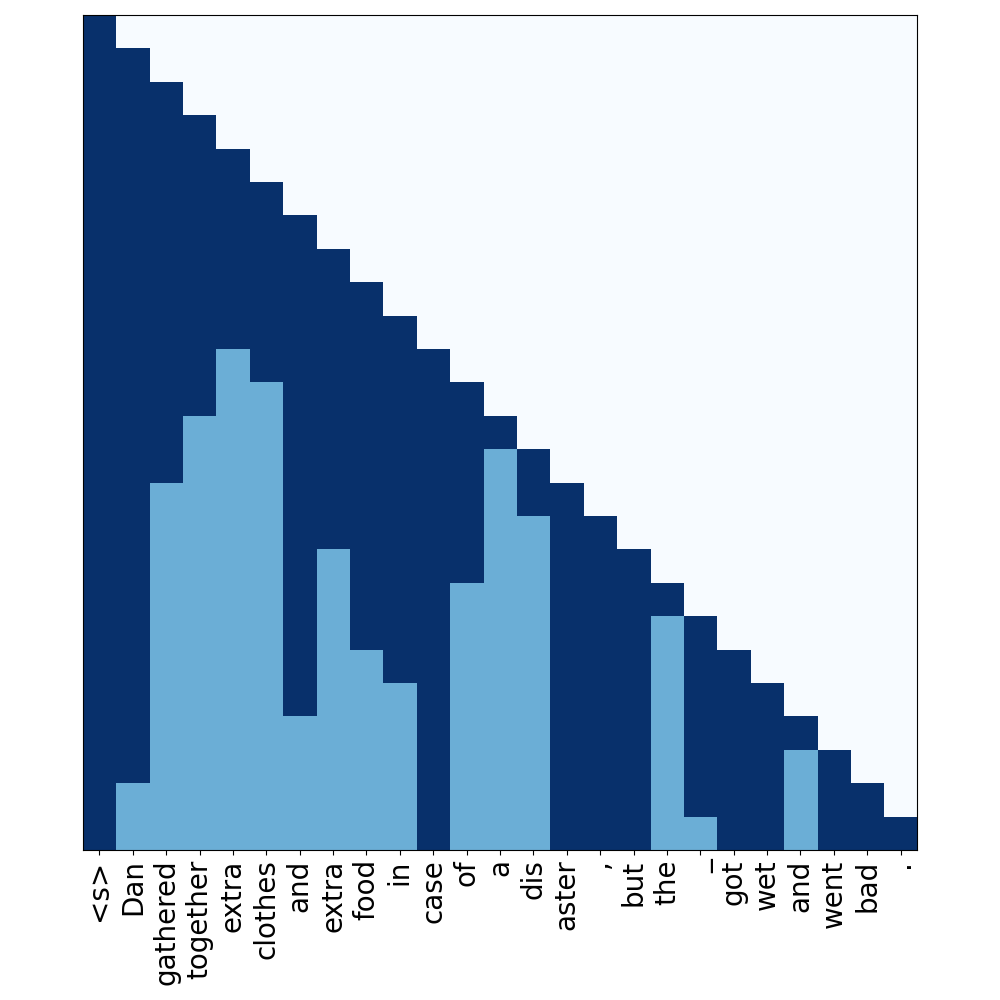 <s> Dan gathered together extra clothes and extra food in case of a dis aster , but the _ got wet and went bad .